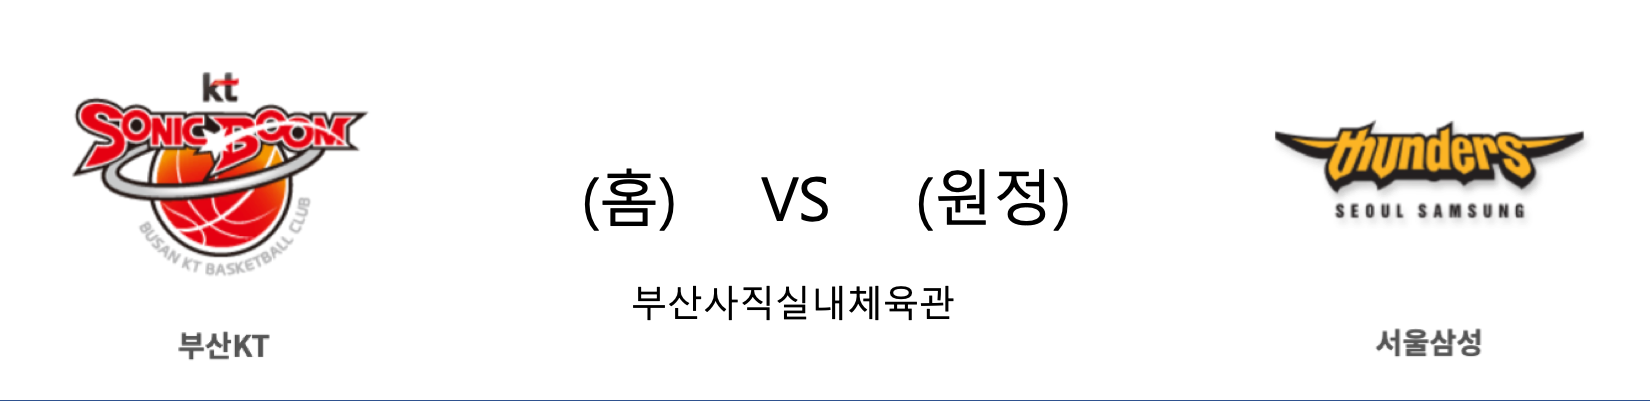 kt
SONIC BOOM
BUSAN KT BASKETBALL CLUB
부산KT
(홈) VS (원정)
부산사직실내체육관
thunders
SEOUL SAMSUNG
서울삼성